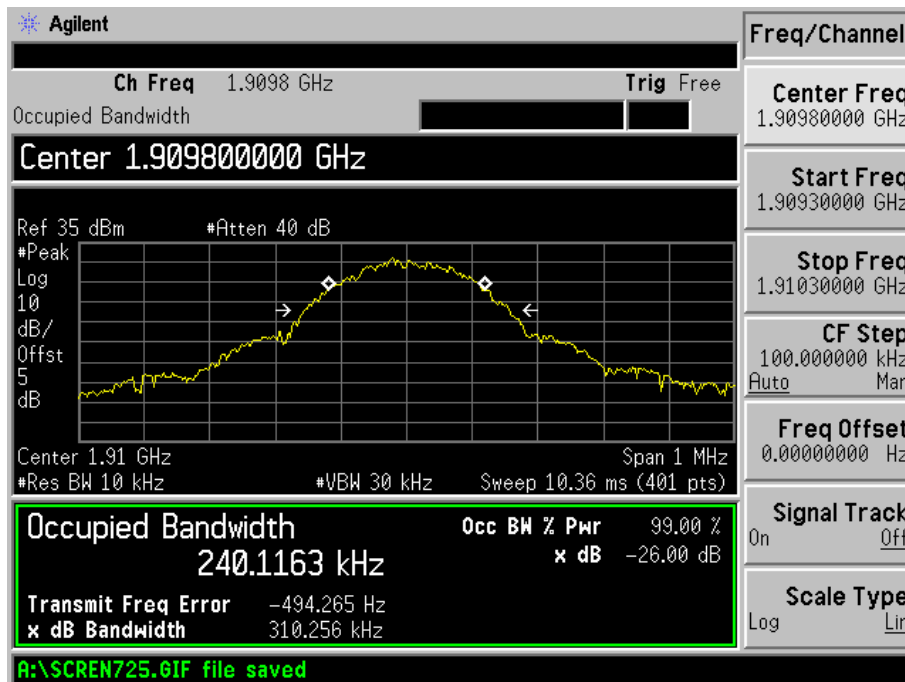 Agilent
Freq/Channel
Ch Freq 1.9098 GHz Trig Free
Occupied Bandwidth
Center 1.909800000 GHz
Ref 35 dBm #Atten 40 dB
#Peak
Log
10
dB/
Offst
5
dB
Center 1.91 GHz Span 1 MHz
#Res BW 10 kHz #VBW 30 kHz Sweep 10.36 ms (401 pts)
Occupied Bandwidth Occ BW % Pwr 99.00 %
240.1163 kHz x dB -26.00 dB
Transmit Freq Error -494.265 Hz
x dB Bandwidth 310.256 kHz
A:\SCREN725.GIF file saved
Center Freq
1.90980000 GHz
Start Freq
1.90930000 GHz
Stop Freq
1.91030000 GHz
CF Step
100.000000 kHz
Auto Man
Freq Offset
0.00000000 Hz
Signal Track
On Off
Scale Type
Log Lin